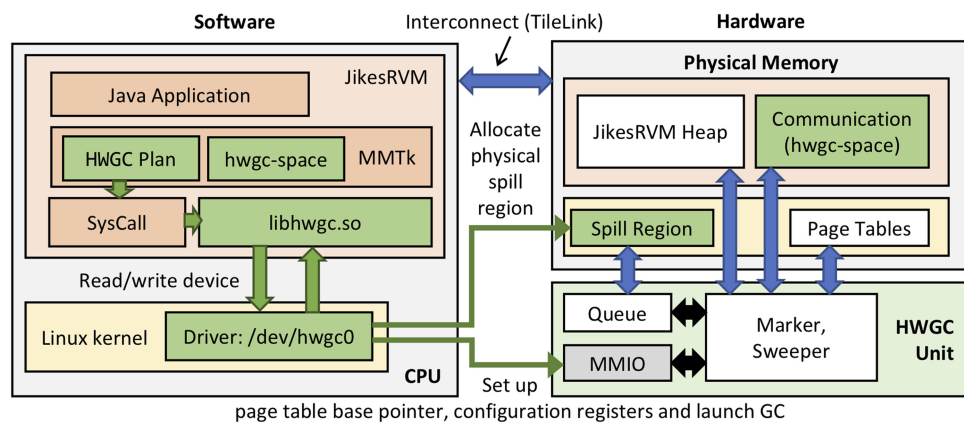 Software
Interconnect (TileLink)
Hardware
JikesRVM
Java Application
HWGC Plan
hwgc-space
MMTk
SysCall
libhwgc.so
Read/write device
Linux kernel
Driver: /dev/hwgc0
CPU
Allocate
physical
spill
region
Set up
page table base pointer, configuration registers and launch GC
Physical Memory
JikesRVM Heap
Communication
(hwgc-space)
Spill Region
Page Tables
Queue
MMIO
Marker,
Sweeper
HWGC
Unit